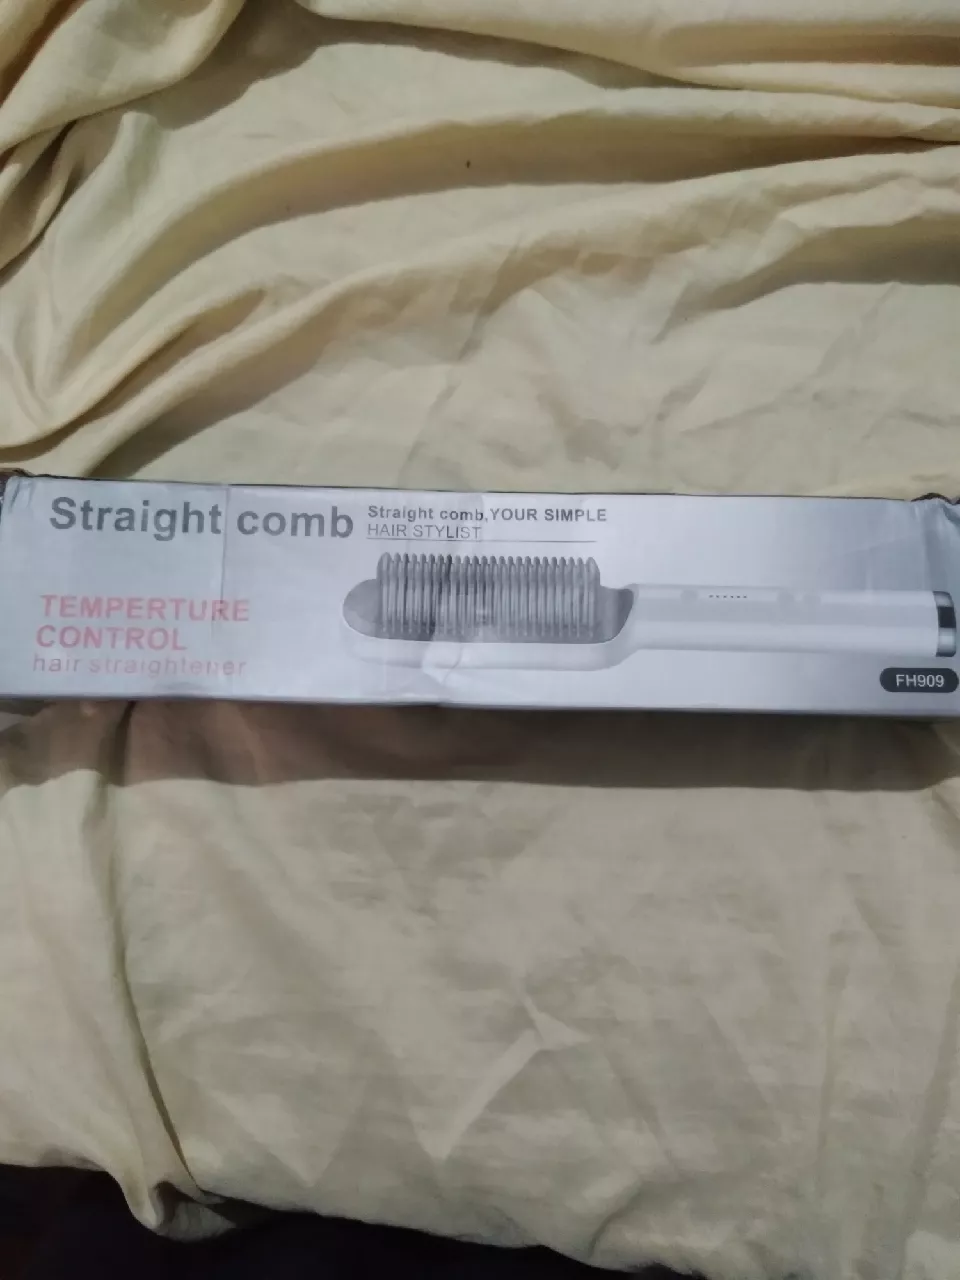 Straight comb
Straight comb,YOUR SIMPLE
HAIR STYLIST
TEMPERTURE
CONTROL
hair straightener
FH909